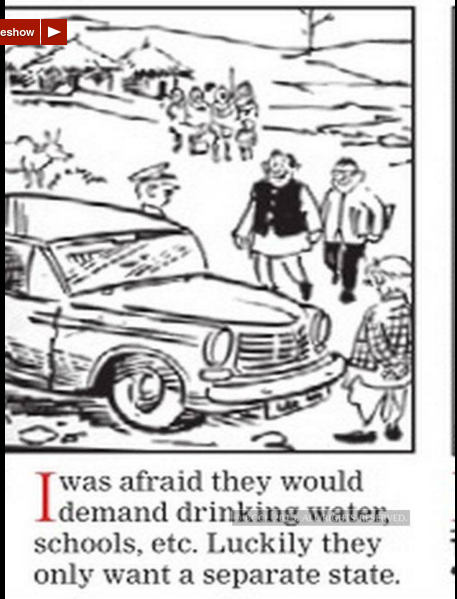 eshow
I was afraid they would
demand drinking water,
schools, etc. Luckily they
only want a separate state.